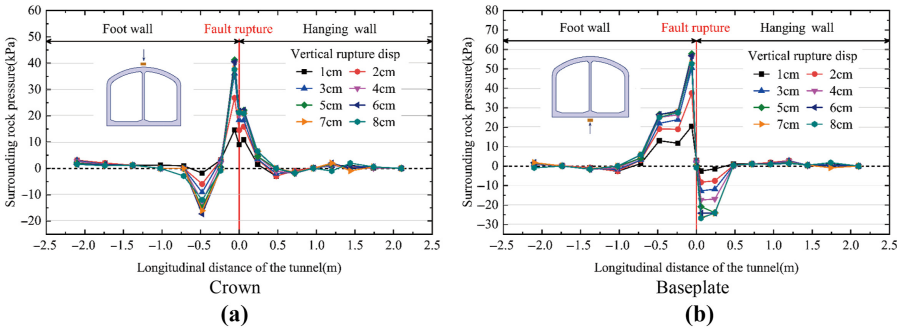 (a)
Foot wall Fault rupture Hanging wall
Vertical rupture disp
1cm 2cm
3cm 4cm
5cm 6cm
7cm 8cm
Surrounding rock pressure(kPa)
50
40
30
20
10
0
−10
−20
−2.5 −2.0 −1.5 −1.0 −0.5 0.0 0.5 1.0 1.5 2.0 2.5
Longitudinal distance of the tunnel(m)
Crown
(a)
(b)
Foot wall Fault rupture Hanging wall
Vertical rupture disp
1cm 2cm
3cm 4cm
5cm 6cm
7cm 8cm
Surrounding rock pressure(kPa)
80
70
60
50
40
30
20
10
0
−10
−20
−30
−2.5 −2.0 −1.5 −1.0 −0.5 0.0 0.5 1.0 1.5 2.0 2.5
Longitudinal distance of the tunnel(m)
Baseplate
(b)